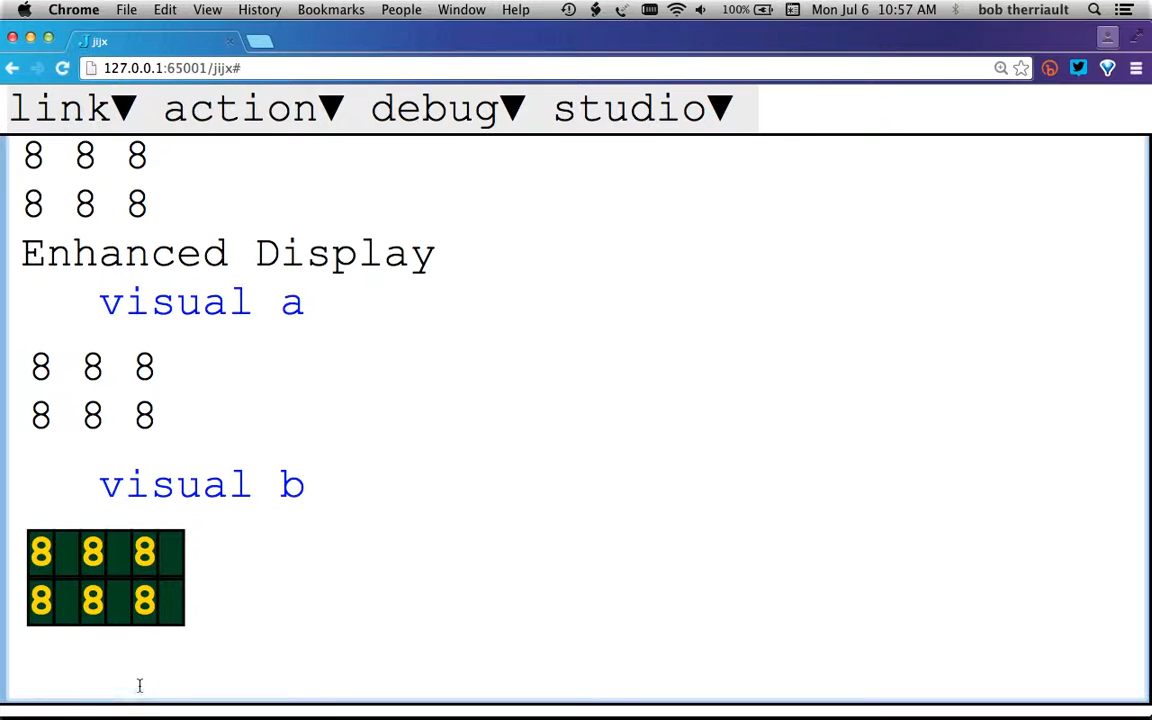 Chrome File Edit View History Bookmarks People Window Help 100% Mon Jul 6 10:57 AM bob therriault
jijx
127.0.0.1:65001/jijx#
link▼ action▼ debug▼ studio▼
8 8 8
8 8 8
Enhanced Display
visual a
8 8 8
8 8 8
visual b
8 8 8
8 8 8